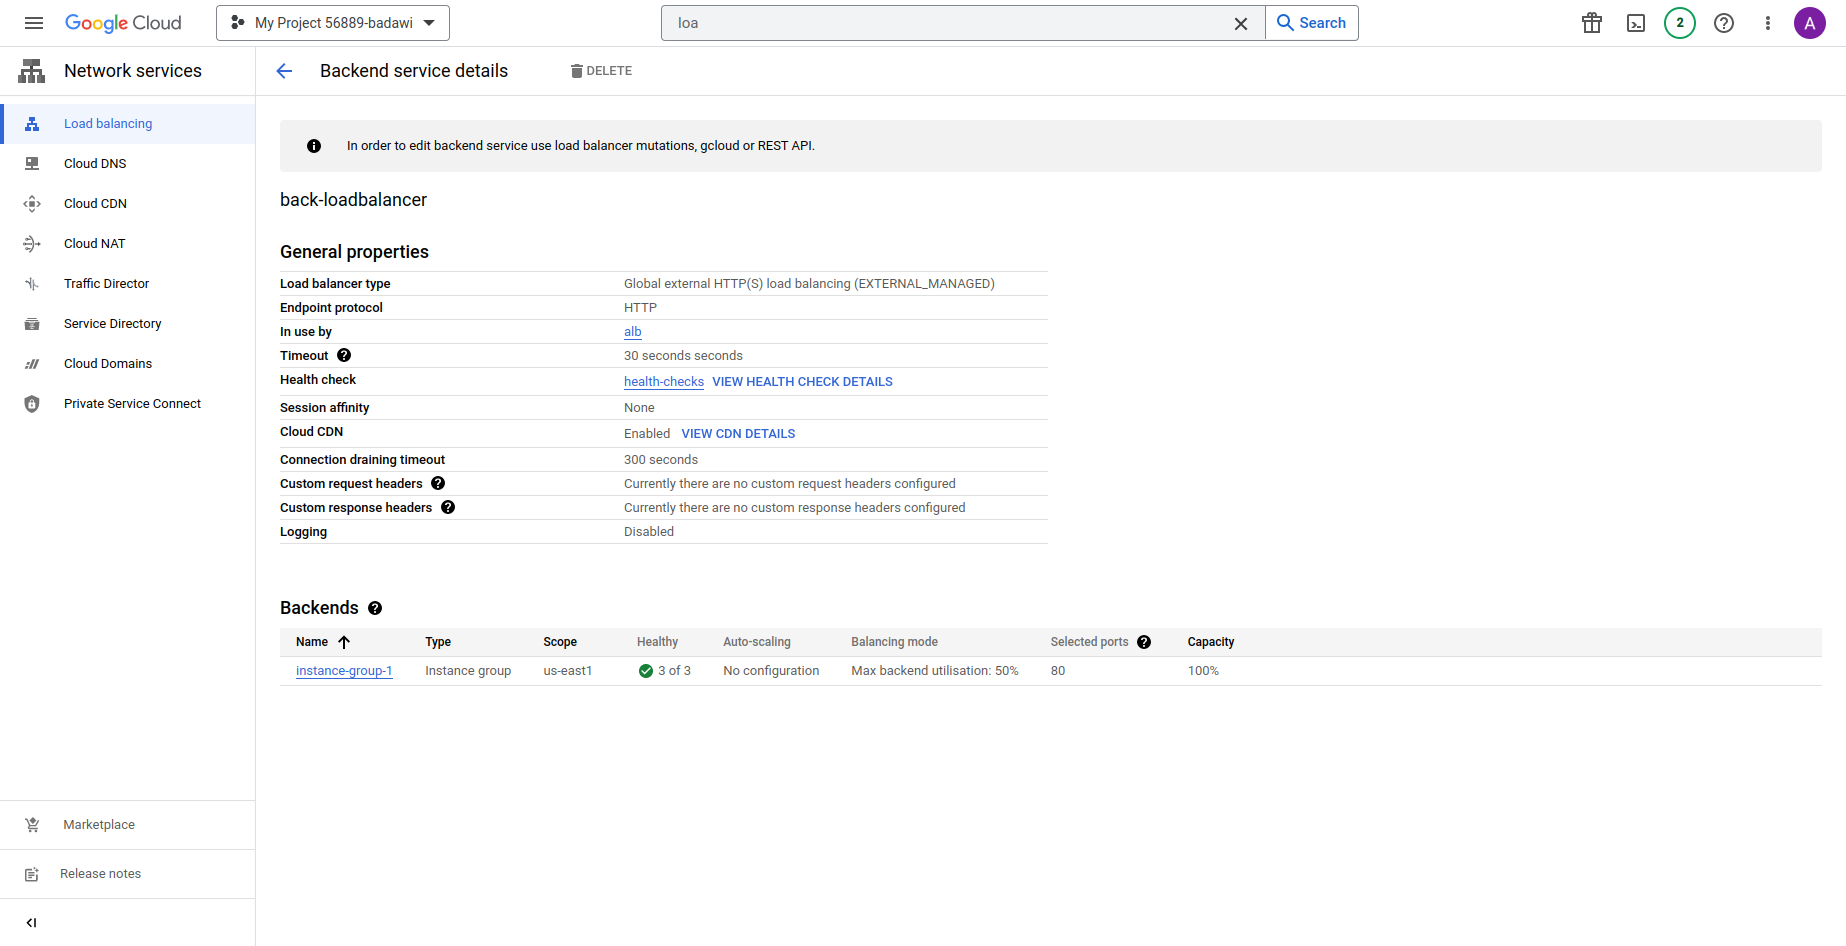 Google Cloud
My Project 56889-badawi
loa
Search
2
A
Network services
Backend service details
DELETE
Load balancing
Cloud DNS
Cloud CDN
Cloud NAT
Traffic Director
Service Directory
Cloud Domains
Private Service Connect
Marketplace
Release notes
In order to edit backend service use load balancer mutations, gcloud or REST API.
back-loadbalancer
General properties
Load balancer type Global external HTTP(S) load balancing (EXTERNAL_MANAGED)
Endpoint protocol HTTP
In use by alb
Timeout 30 seconds seconds
Health check health-checks VIEW HEALTH CHECK DETAILS
Session affinity None
Cloud CDN Enabled VIEW CDN DETAILS
Connection draining timeout 300 seconds
Custom request headers Currently there are no custom request headers configured
Custom response headers Currently there are no custom response headers configured
Logging Disabled
Backends
Name Type Scope Healthy Auto-scaling Balancing mode Selected ports Capacity
instance-group-1 Instance group us-east1 3 of 3 No configuration Max backend utilisation: 50% 80 100%